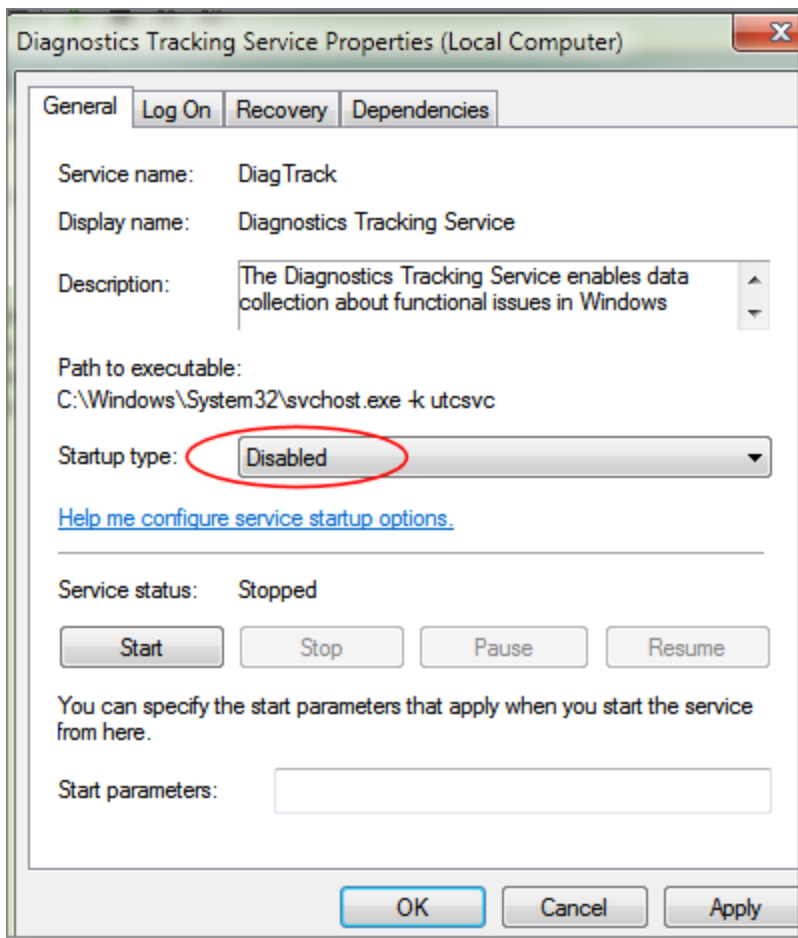 Diagnostics Tracking Service Properties (Local Computer)
General Log On Recovery Dependencies
Service name: DiagTrack
Display name: Diagnostics Tracking Service
Description: The Diagnostics Tracking Service enables data
collection about functional issues in Windows
Path to executable:
C:\Windows\System32\svchost.exe -k utcsvc
Startup type: Disabled
Help me configure service startup options.
Service status: Stopped
Start Stop Pause Resume
You can specify the start parameters that apply when you start the service
from here.
Start parameters:
OK Cancel Apply